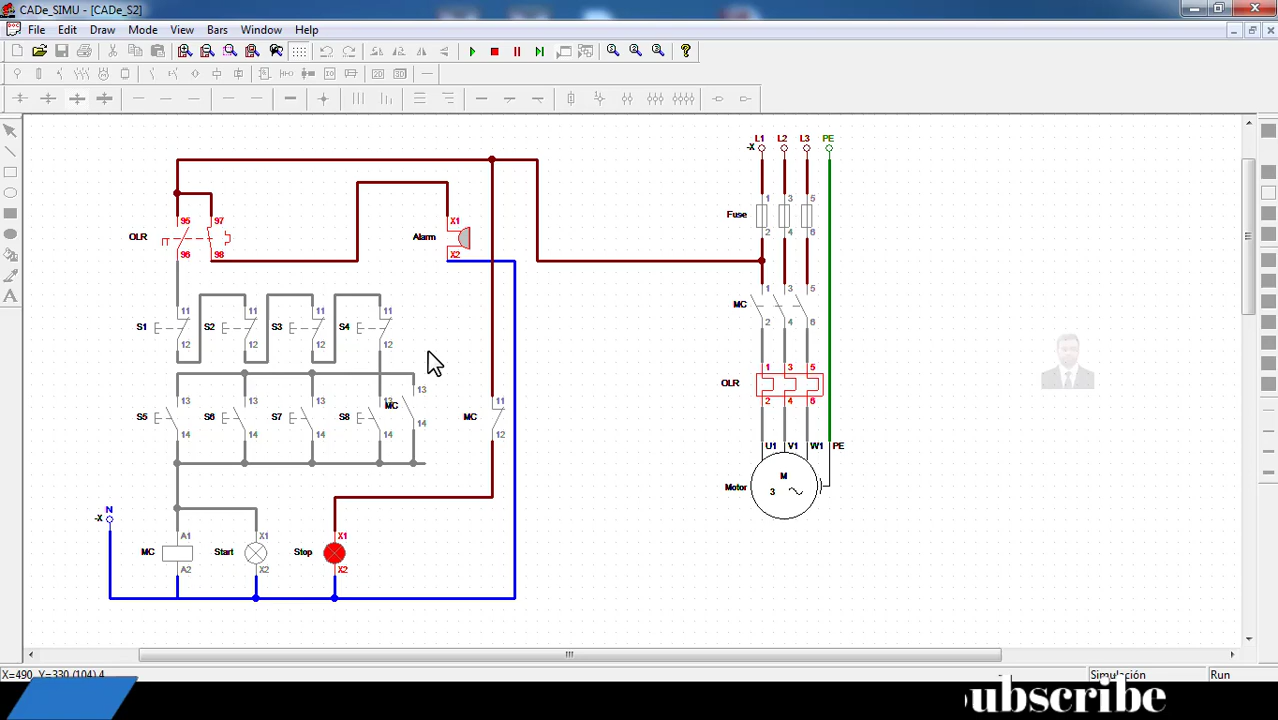 CADe_SIMU - [CADe_S2]
File Edit Draw Mode View Bars Window Help
L1 L2 L3 PE
-X
1 3 5
Fuse
2 4 6
95 97
OLR
96 98
X1
Alarm
X2
1 3 5
MC
2 4 6
11 11 11 11
S1 S2 S3 S4
12 12 12 12
1 3 5
OLR
2 4 6
13 13 13 13 13 11
S5 S6 S7 S8 MC MC
14 14 14 14 14 12
U1 V1 W1 PE
M
3
Motor
N
-X
A1 X1 X1
MC Start Stop
A2 X2 X2
X=490, Y=330 (104) 4 Simulación Run
ubscribe